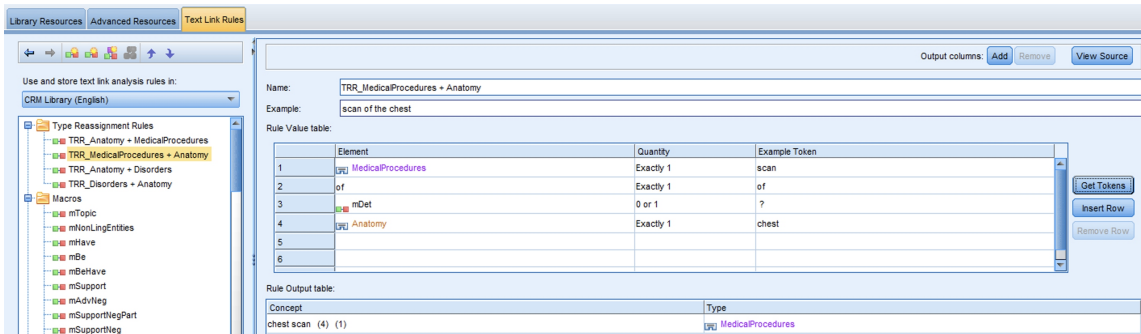 Library Resources Advanced Resources Text Link Rules
Output columns: Add Remove View Source
Use and store text link analysis rules in:
CRM Library (English)
Type Reassignment Rules
TRR_Anatomy + MedicalProcedures
TRR_MedicalProcedures + Anatomy
TRR_Anatomy + Disorders
TRR_Disorders + Anatomy
Macros
mTopic
mNonLingEntities
mHave
mBe
mBeHave
mSupport
mAdvNeg
mSupportNegPart
mSupportNeg
Name: TRR_MedicalProcedures + Anatomy
Example: scan of the chest
Rule Value table:
Element Quantity Example Token
1 MedicalProcedures Exactly 1 scan
2 of Exactly 1 of
3 mDet 0 or 1 ?
4 Anatomy Exactly 1 chest
5
6
Get Tokens
Insert Row
Remove Row
Rule Output table:
Concept Type
chest scan (4) (1) MedicalProcedures